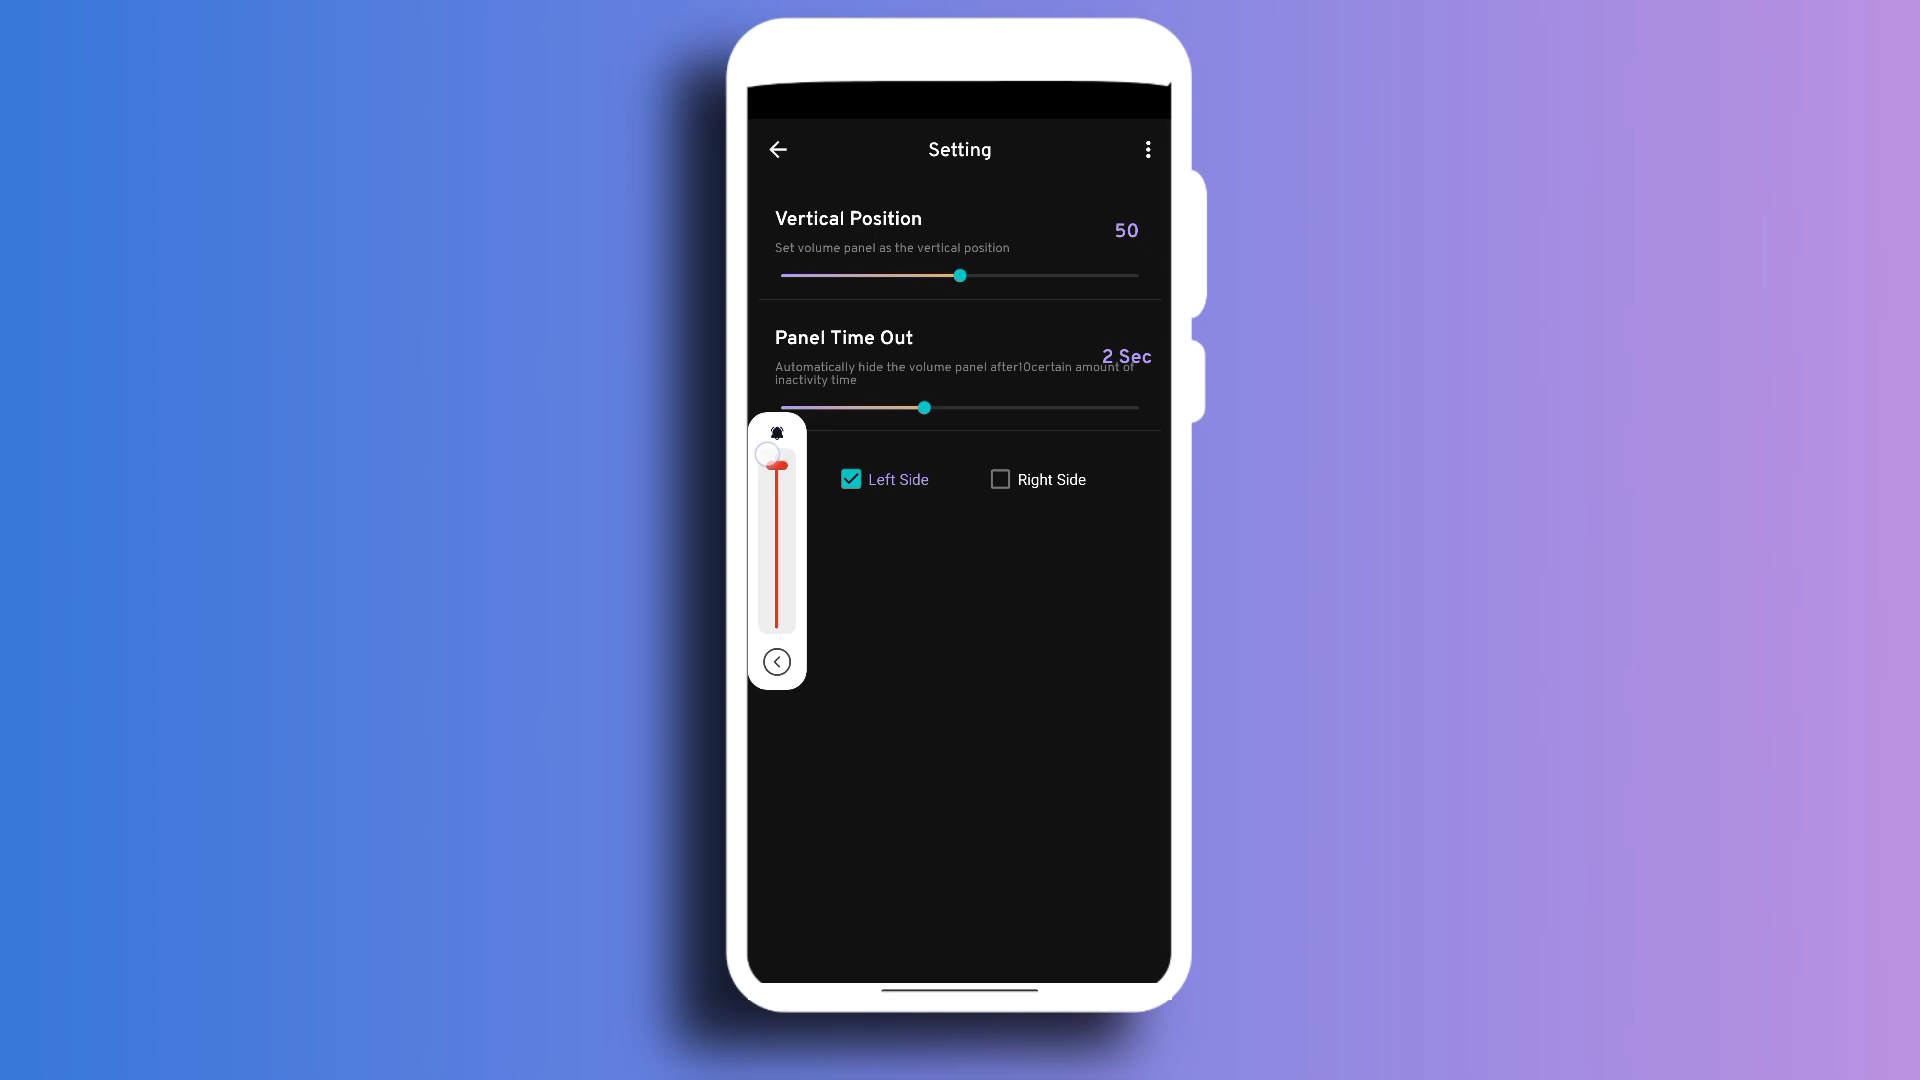 Setting
Vertical Position
50
Set volume panel as the vertical position
Panel Time Out
2 Sec
Automatically hide the volume panel after10certain amount of
inactivity time
Left Side
Right Side